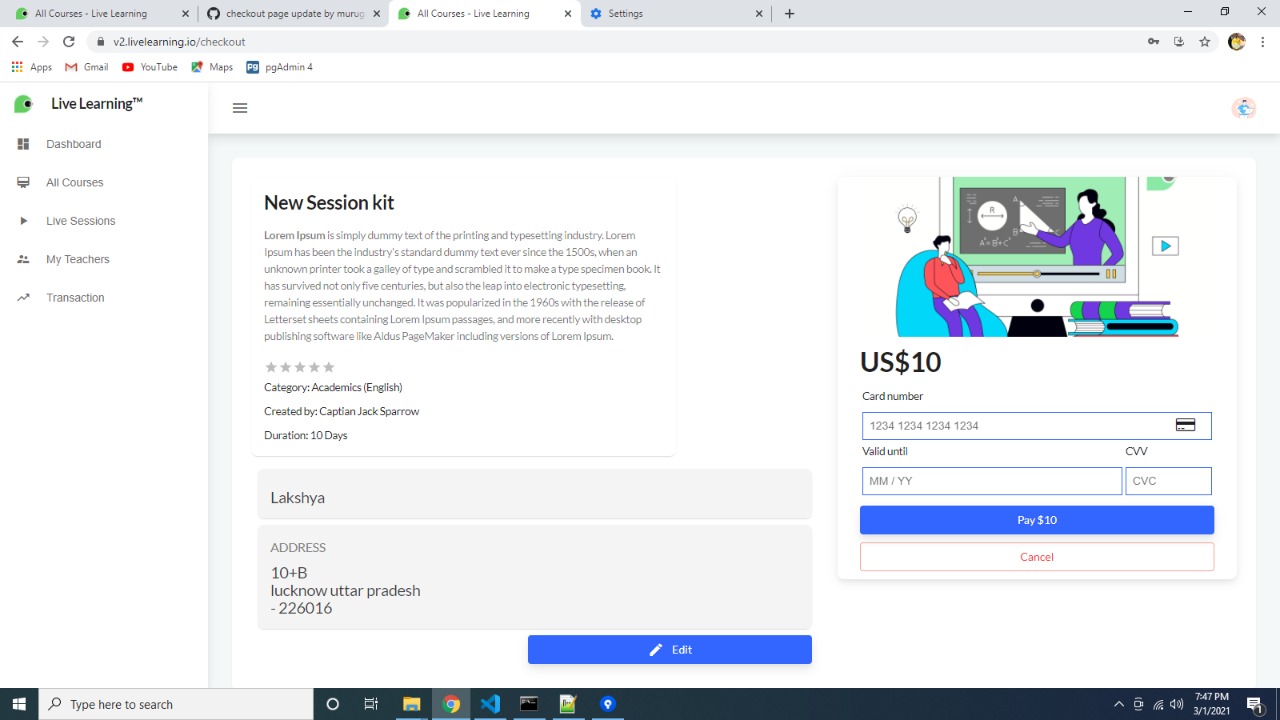 All Courses - Live Learning
checkout page update by murug
All Courses - Live Learning
Settings
v2.livelearning.io/checkout
Apps
Gmail
YouTube
Maps
Pg
pgAdmin 4
Live Learning™
Dashboard
All Courses
Live Sessions
My Teachers
Transaction
New Session kit
Lorem Ipsum is simply dummy text of the printing and typesetting industry. Lorem
Ipsum has been the industry's standard dummy text ever since the 1500s, when an
unknown printer took a galley of type and scrambled it to make a type specimen book. It
has survived not only five centuries, but also the leap into electronic typesetting,
remaining essentially unchanged. It was popularized in the 1960s with the release of
Letterset sheets containing Lorem Ipsum passages, and more recently with desktop
publishing software like Aldus PageMaker including versions of Lorem Ipsum.
Category: Academics (English)
Created by: Captian Jack Sparrow
Duration: 10 Days
Lakshya
ADDRESS
10+B
lucknow uttar pradesh
- 226016
Edit
R
A
B
C
A²=B²+C²
US$10
Card number
1234 1234 1234 1234
Valid until
CVV
MM / YY
CVC
Pay $10
Cancel
Type here to search
7:47 PM
3/1/2021
1